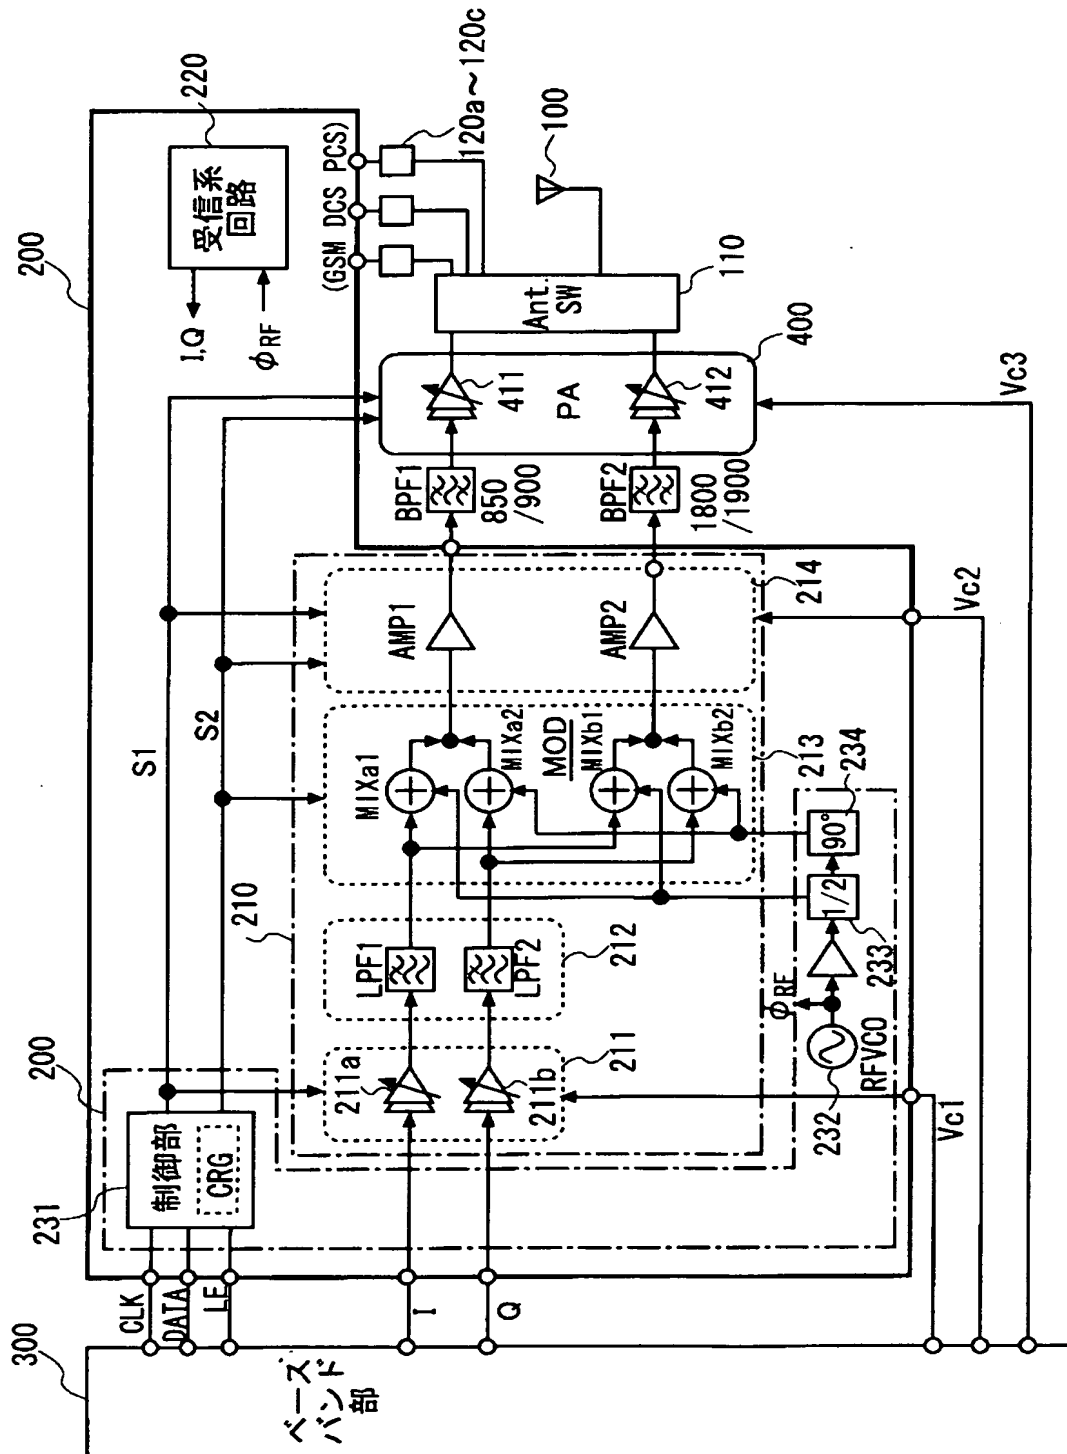 300
ベース
バンド
部
CLK
DATA
LE
I
Q
200
231
制御部
CRG
S1
S2
200
220
受信系
回路
I,Q
ΦRF
(GSM DCS PCS)
120a～120c
100
210
211a
211b
211
LPF1
LPF2
212
MIXa1
MIXa2
MOD
MIXb1
MIXb2
213
AMP1
AMP2
214
BPF1
850
/900
BPF2
1800
/1900
411
PA
412
400
Ant.
SW
110
ΦRF
RFVCO
232
1/2
233
90°
234
Vc1
Vc2
Vc3